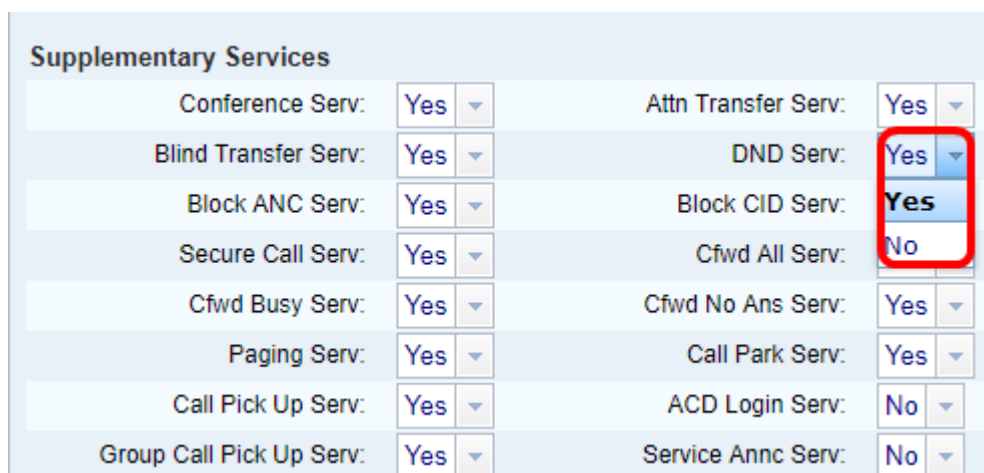 Supplementary Services
Conference Serv: Yes Attn Transfer Serv: Yes
Blind Transfer Serv: Yes DND Serv: Yes
Block ANC Serv: Yes Block CID Serv: Yes
Secure Call Serv: Yes Cfwd All Serv: No
Cfwd Busy Serv: Yes Cfwd No Ans Serv: Yes
Paging Serv: Yes Call Park Serv: Yes
Call Pick Up Serv: Yes ACD Login Serv: No
Group Call Pick Up Serv: Yes Service Annc Serv: No